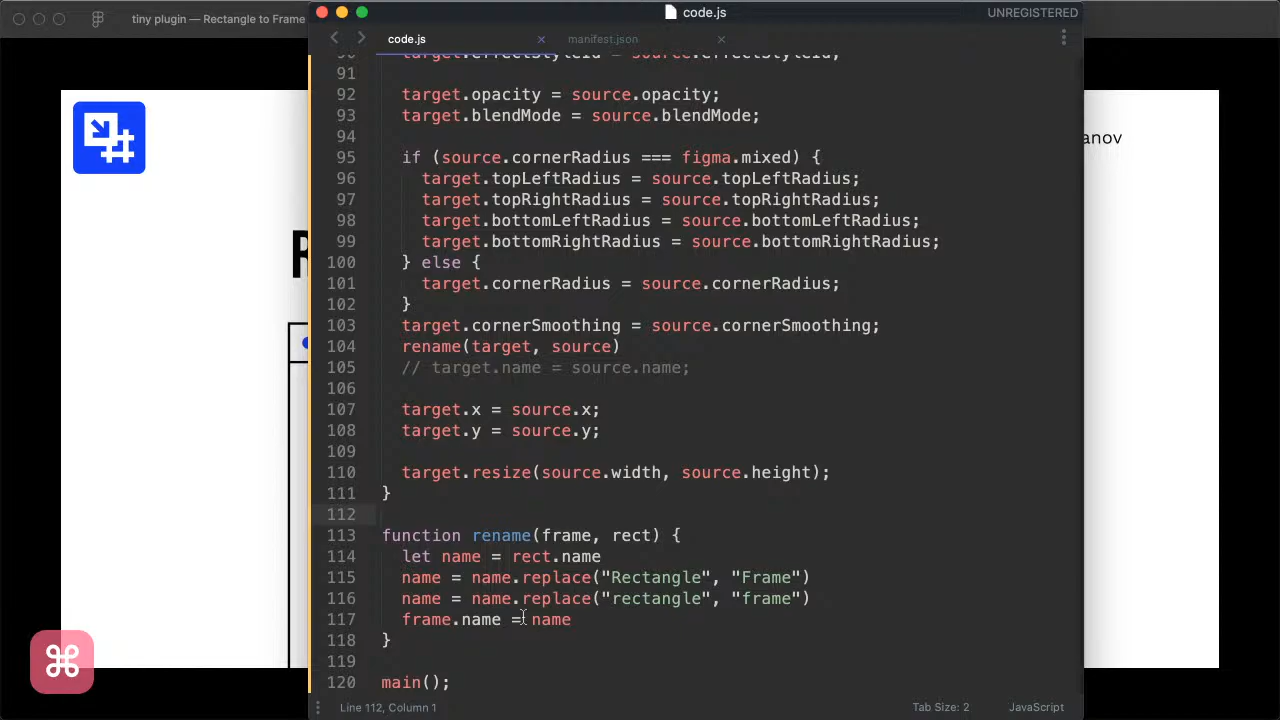 tiny plugin — Rectangle to Frame
code.js
UNREGISTERED
code.js
manifest.json
90 target.effectStyleId = source.effectStyleId;
91
92 target.opacity = source.opacity;
93 target.blendMode = source.blendMode;
94
95 if (source.cornerRadius === figma.mixed) {
96 target.topLeftRadius = source.topLeftRadius;
97 target.topRightRadius = source.topRightRadius;
98 target.bottomLeftRadius = source.bottomLeftRadius;
99 target.bottomRightRadius = source.bottomRightRadius;
100 } else {
101 target.cornerRadius = source.cornerRadius;
102 }
103 target.cornerSmoothing = source.cornerSmoothing;
104 rename(target, source)
105 // target.name = source.name;
106
107 target.x = source.x;
108 target.y = source.y;
109
110 target.resize(source.width, source.height);
111 }
112
113 function rename(frame, rect) {
114 let name = rect.name
115 name = name.replace("Rectangle", "Frame")
116 name = name.replace("rectangle", "frame")
117 frame.name = name
118 }
119
120 main();
anov
R
⌘
Line 112, Column 1
Tab Size: 2
JavaScript